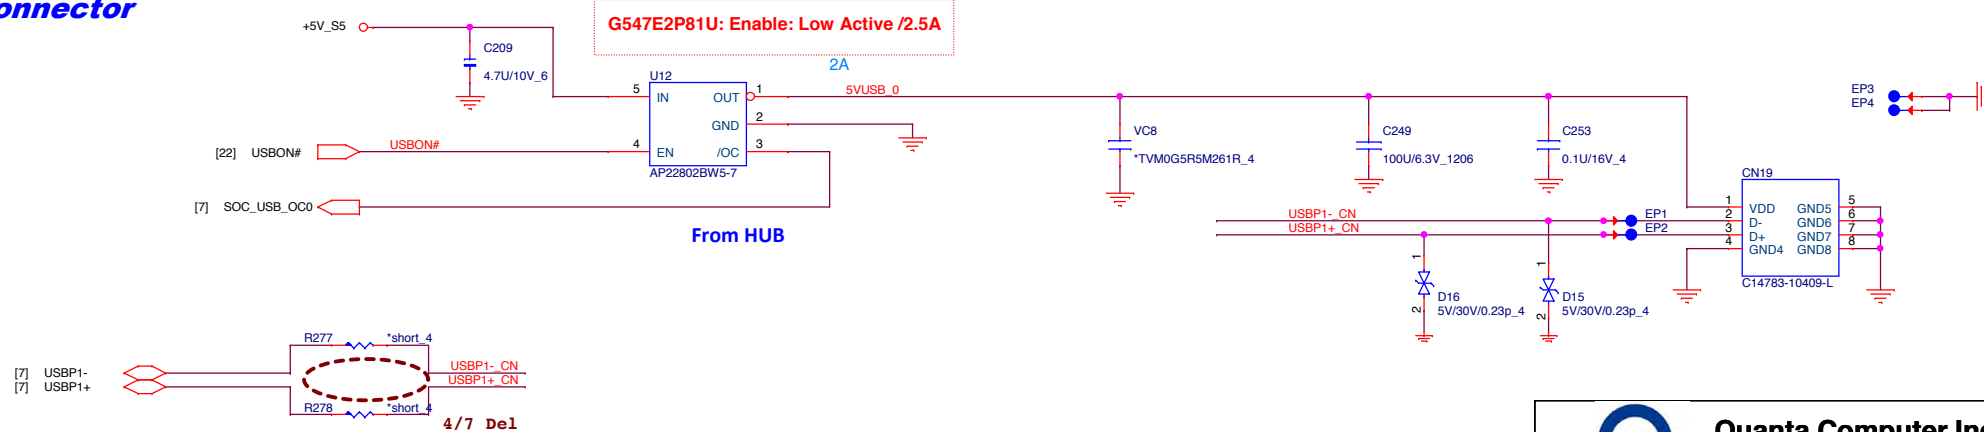 onnector
G547E2P81U: Enable: Low Active /2.5A
2A
+5V_S5
C209
4.7U/10V_6
U12
5 IN OUT 1
GND 2
4 EN /OC 3
AP22802BW5-7
5VUSB_0
[22] USBON#
USBON#
[7] SOC_USB_OC0
From HUB
VC8
*TVM0G5R5M261R_4
C249
100U/6.3V_1206
C253
0.1U/16V_4
EP3
EP4
CN19
1 VDD GND5 5
2 D- GND6 6
3 D+ GND7 7
4 GND4 GND8 8
C14783-10409-L
USBP1-_CN
USBP1+_CN
EP1
EP2
1
D16
5V/30V/0.23p_4
2
1
D15
5V/30V/0.23p_4
2
R277 *short_4
[7] USBP1-
[7] USBP1+
USBP1-_CN
USBP1+_CN
R278 *short_4
4/7 Del
Quanta Computer Inc